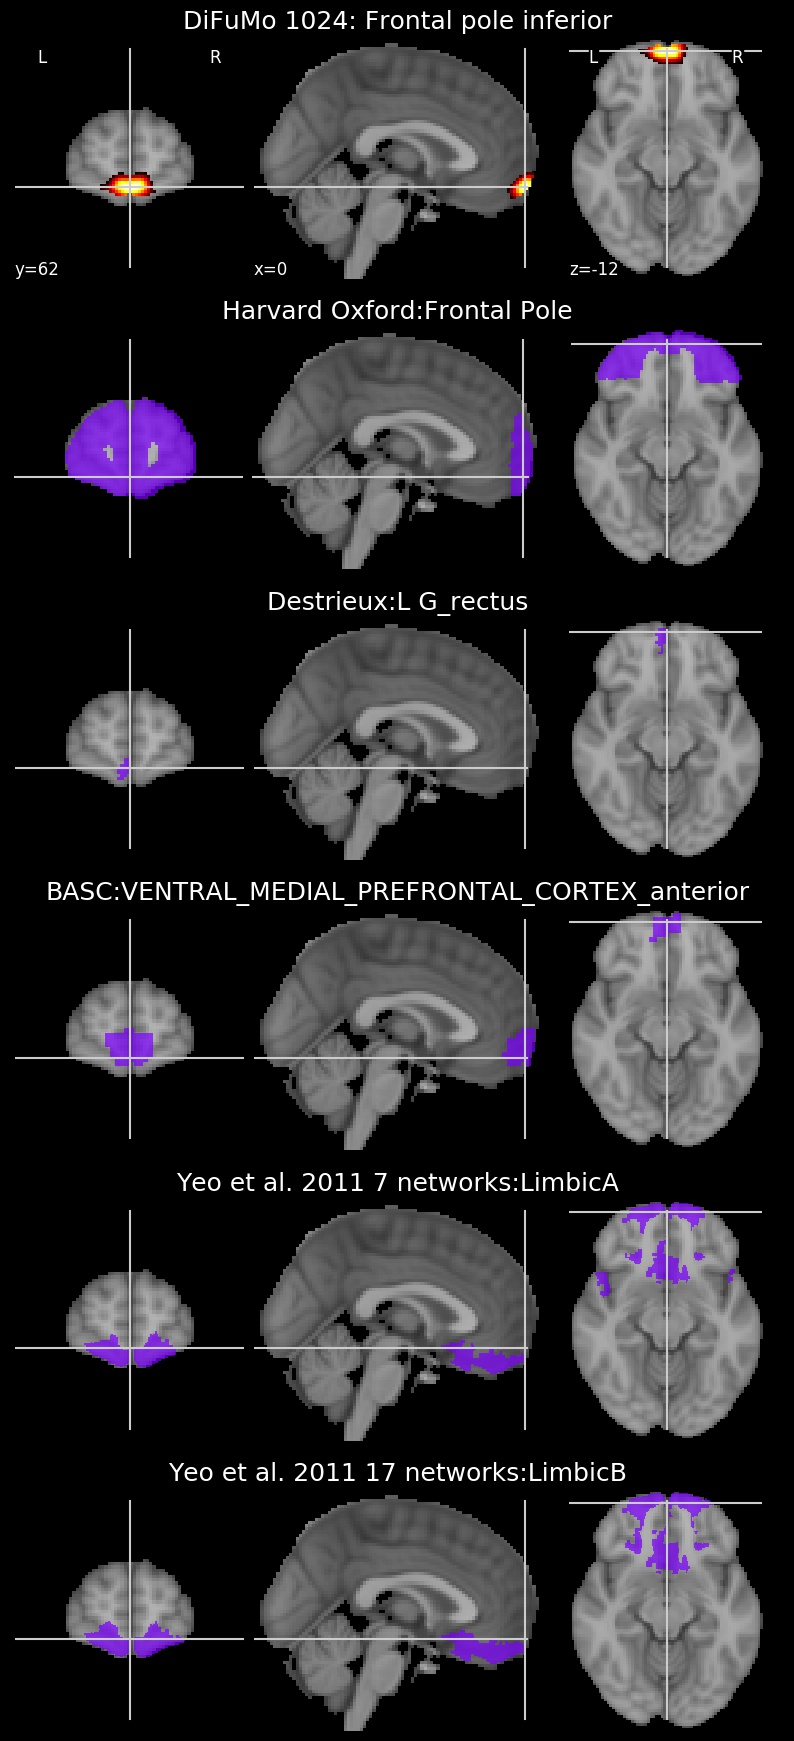 DiFuMo 1024: Frontal pole inferior
L R L R
y=62 x=0 z=-12
Harvard Oxford:Frontal Pole
Destrieux:L G_rectus
BASC:VENTRAL_MEDIAL_PREFRONTAL_CORTEX_anterior
Yeo et al. 2011 7 networks:LimbicA
Yeo et al. 2011 17 networks:LimbicB